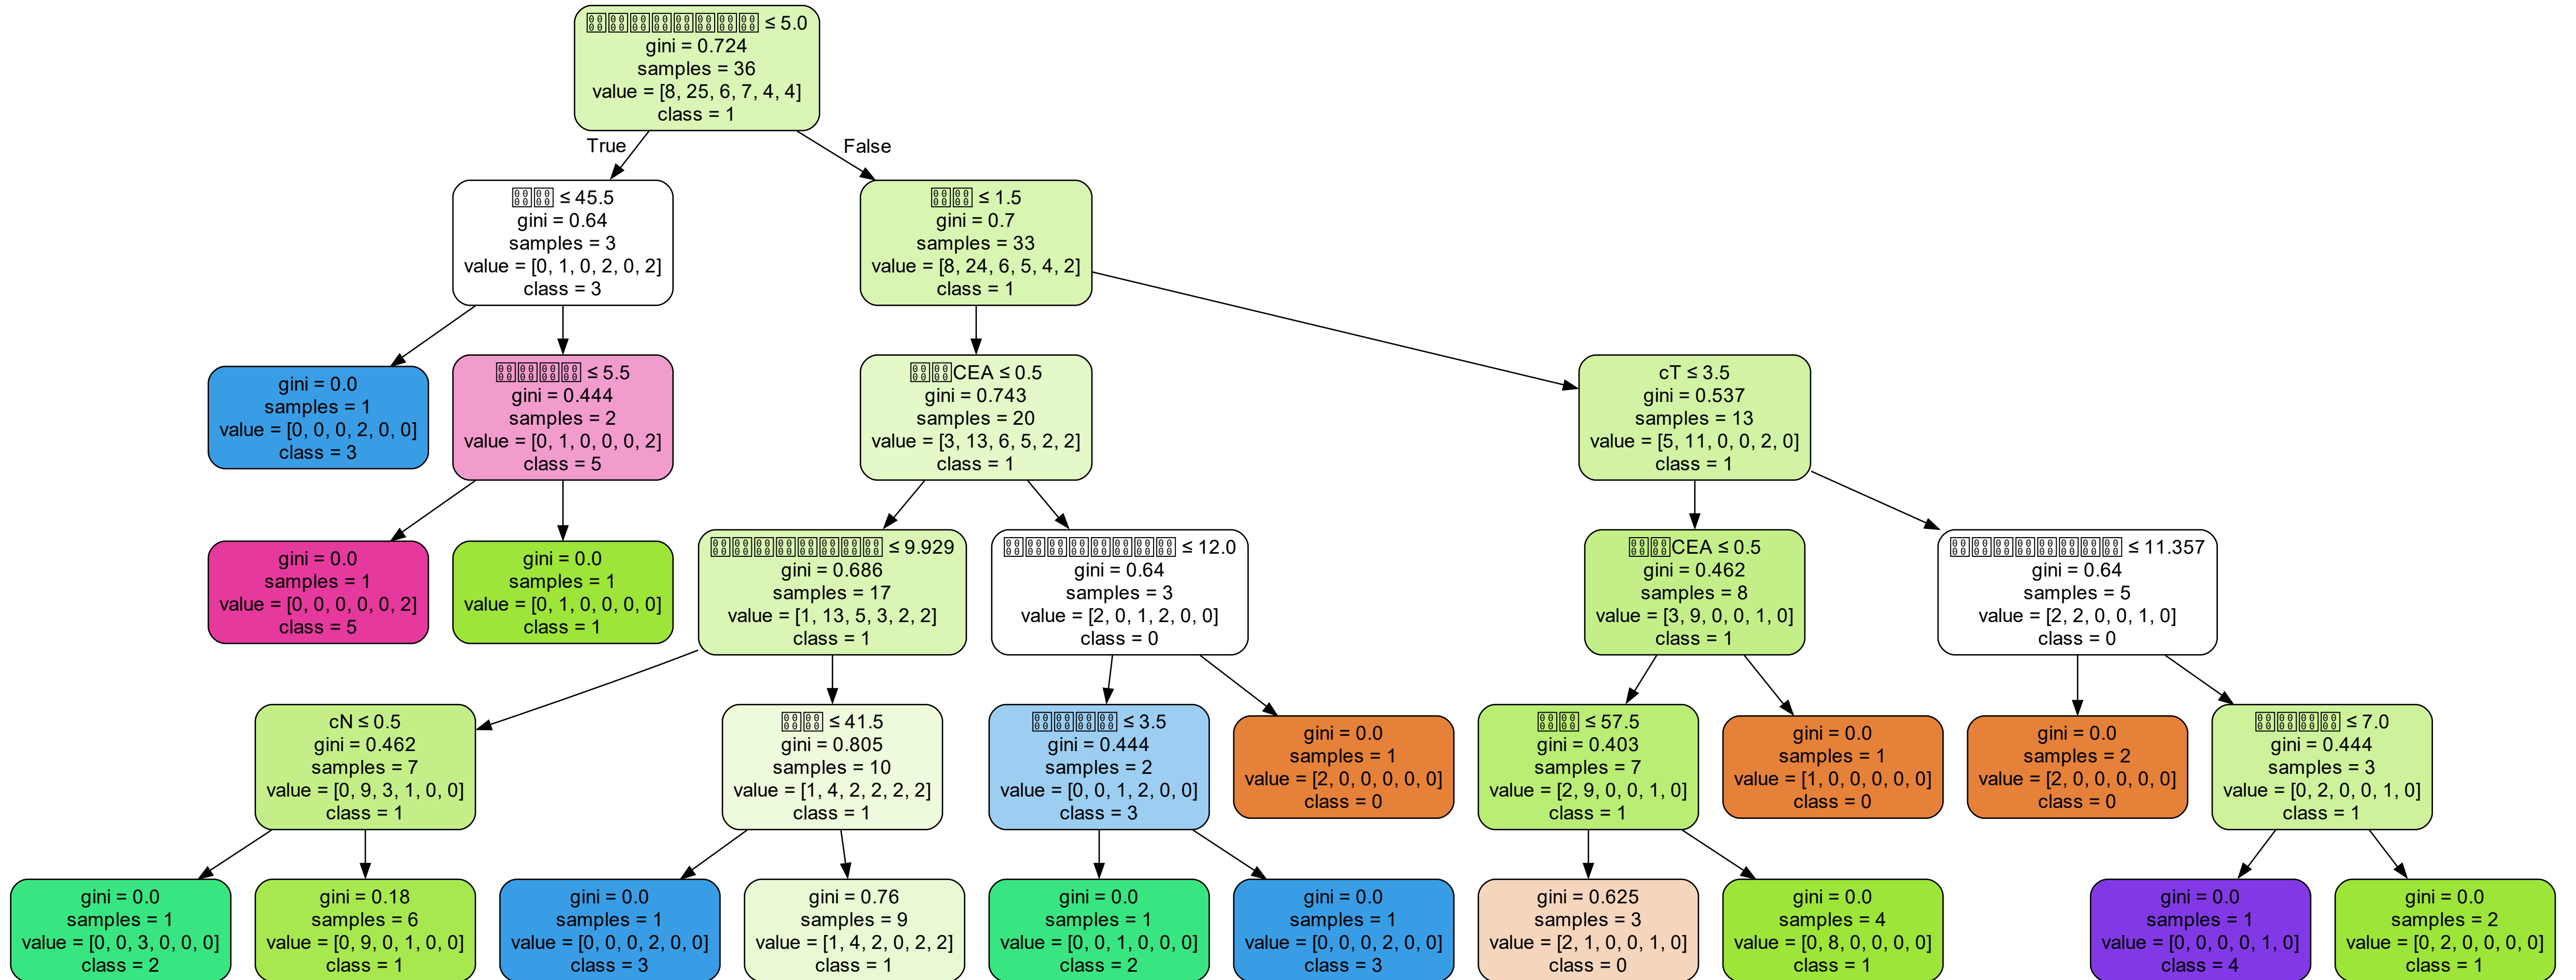 ≤ 5.0
gini = 0.724
samples = 36
value = [8, 25, 6, 7, 4, 4]
class = 1
True
False
≤ 45.5
gini = 0.64
samples = 3
value = [0, 1, 0, 2, 0, 2]
class = 3
≤ 1.5
gini = 0.7
samples = 33
value = [8, 24, 6, 5, 4, 2]
class = 1
gini = 0.0
samples = 1
value = [0, 0, 0, 2, 0, 0]
class = 3
≤ 5.5
gini = 0.444
samples = 2
value = [0, 1, 0, 0, 0, 2]
class = 5
CEA ≤ 0.5
gini = 0.743
samples = 20
value = [3, 13, 6, 5, 2, 2]
class = 1
cT ≤ 3.5
gini = 0.537
samples = 13
value = [5, 11, 0, 0, 2, 0]
class = 1
gini = 0.0
samples = 1
value = [0, 0, 0, 0, 0, 2]
class = 5
gini = 0.0
samples = 1
value = [0, 1, 0, 0, 0, 0]
class = 1
≤ 9.929
gini = 0.686
samples = 17
value = [1, 13, 5, 3, 2, 2]
class = 1
≤ 12.0
gini = 0.64
samples = 3
value = [2, 0, 1, 2, 0, 0]
class = 0
CEA ≤ 0.5
gini = 0.462
samples = 8
value = [3, 9, 0, 0, 1, 0]
class = 1
≤ 11.357
gini = 0.64
samples = 5
value = [2, 2, 0, 0, 1, 0]
class = 0
cN ≤ 0.5
gini = 0.462
samples = 7
value = [0, 9, 3, 1, 0, 0]
class = 1
≤ 41.5
gini = 0.805
samples = 10
value = [1, 4, 2, 2, 2, 2]
class = 1
≤ 3.5
gini = 0.444
samples = 2
value = [0, 0, 1, 2, 0, 0]
class = 3
gini = 0.0
samples = 1
value = [2, 0, 0, 0, 0, 0]
class = 0
≤ 57.5
gini = 0.403
samples = 7
value = [2, 9, 0, 0, 1, 0]
class = 1
gini = 0.0
samples = 1
value = [1, 0, 0, 0, 0, 0]
class = 0
gini = 0.0
samples = 2
value = [2, 0, 0, 0, 0, 0]
class = 0
≤ 7.0
gini = 0.444
samples = 3
value = [0, 2, 0, 0, 1, 0]
class = 1
gini = 0.0
samples = 1
value = [0, 0, 3, 0, 0, 0]
class = 2
gini = 0.18
samples = 6
value = [0, 9, 0, 1, 0, 0]
class = 1
gini = 0.0
samples = 1
value = [0, 0, 0, 2, 0, 0]
class = 3
gini = 0.76
samples = 9
value = [1, 4, 2, 0, 2, 2]
class = 1
gini = 0.0
samples = 1
value = [0, 0, 1, 0, 0, 0]
class = 2
gini = 0.0
samples = 1
value = [0, 0, 0, 2, 0, 0]
class = 3
gini = 0.625
samples = 3
value = [2, 1, 0, 0, 1, 0]
class = 0
gini = 0.0
samples = 4
value = [0, 8, 0, 0, 0, 0]
class = 1
gini = 0.0
samples = 1
value = [0, 0, 0, 0, 1, 0]
class = 4
gini = 0.0
samples = 2
value = [0, 2, 0, 0, 0, 0]
class = 1